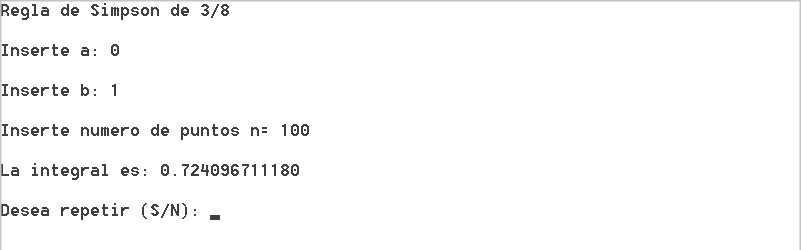 Regla de Simpson de 3/8
Inserte a: 0
Inserte b: 1
Inserte numero de puntos n= 100
La integral es: 0.724096711180
Desea repetir (S/N): _